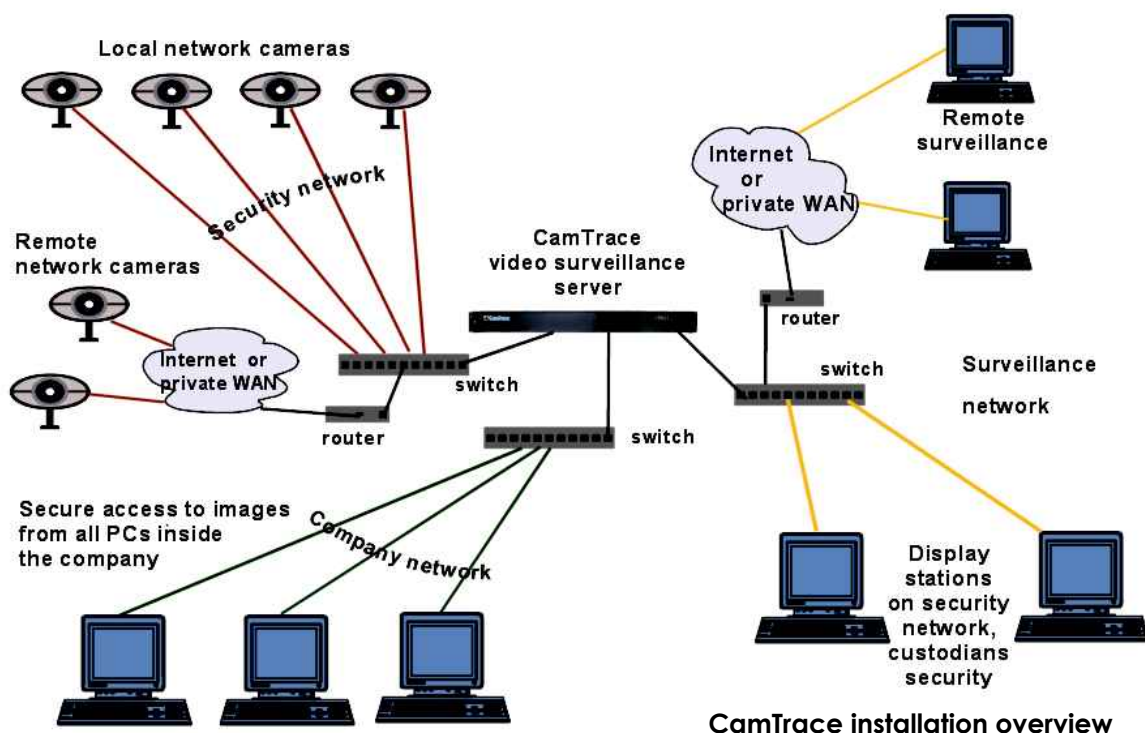 Local network cameras
Security network
Remote
network cameras
Internet or
private WAN
router
switch
CamTrace
video surveillance
server
switch
Internet
or
private WAN
Remote
surveillance
router
switch
Surveillance
network
Secure access to images
from all PCs inside
the company
Company network
Display
stations
on security
network,
custodians
security
CamTrace installation overview